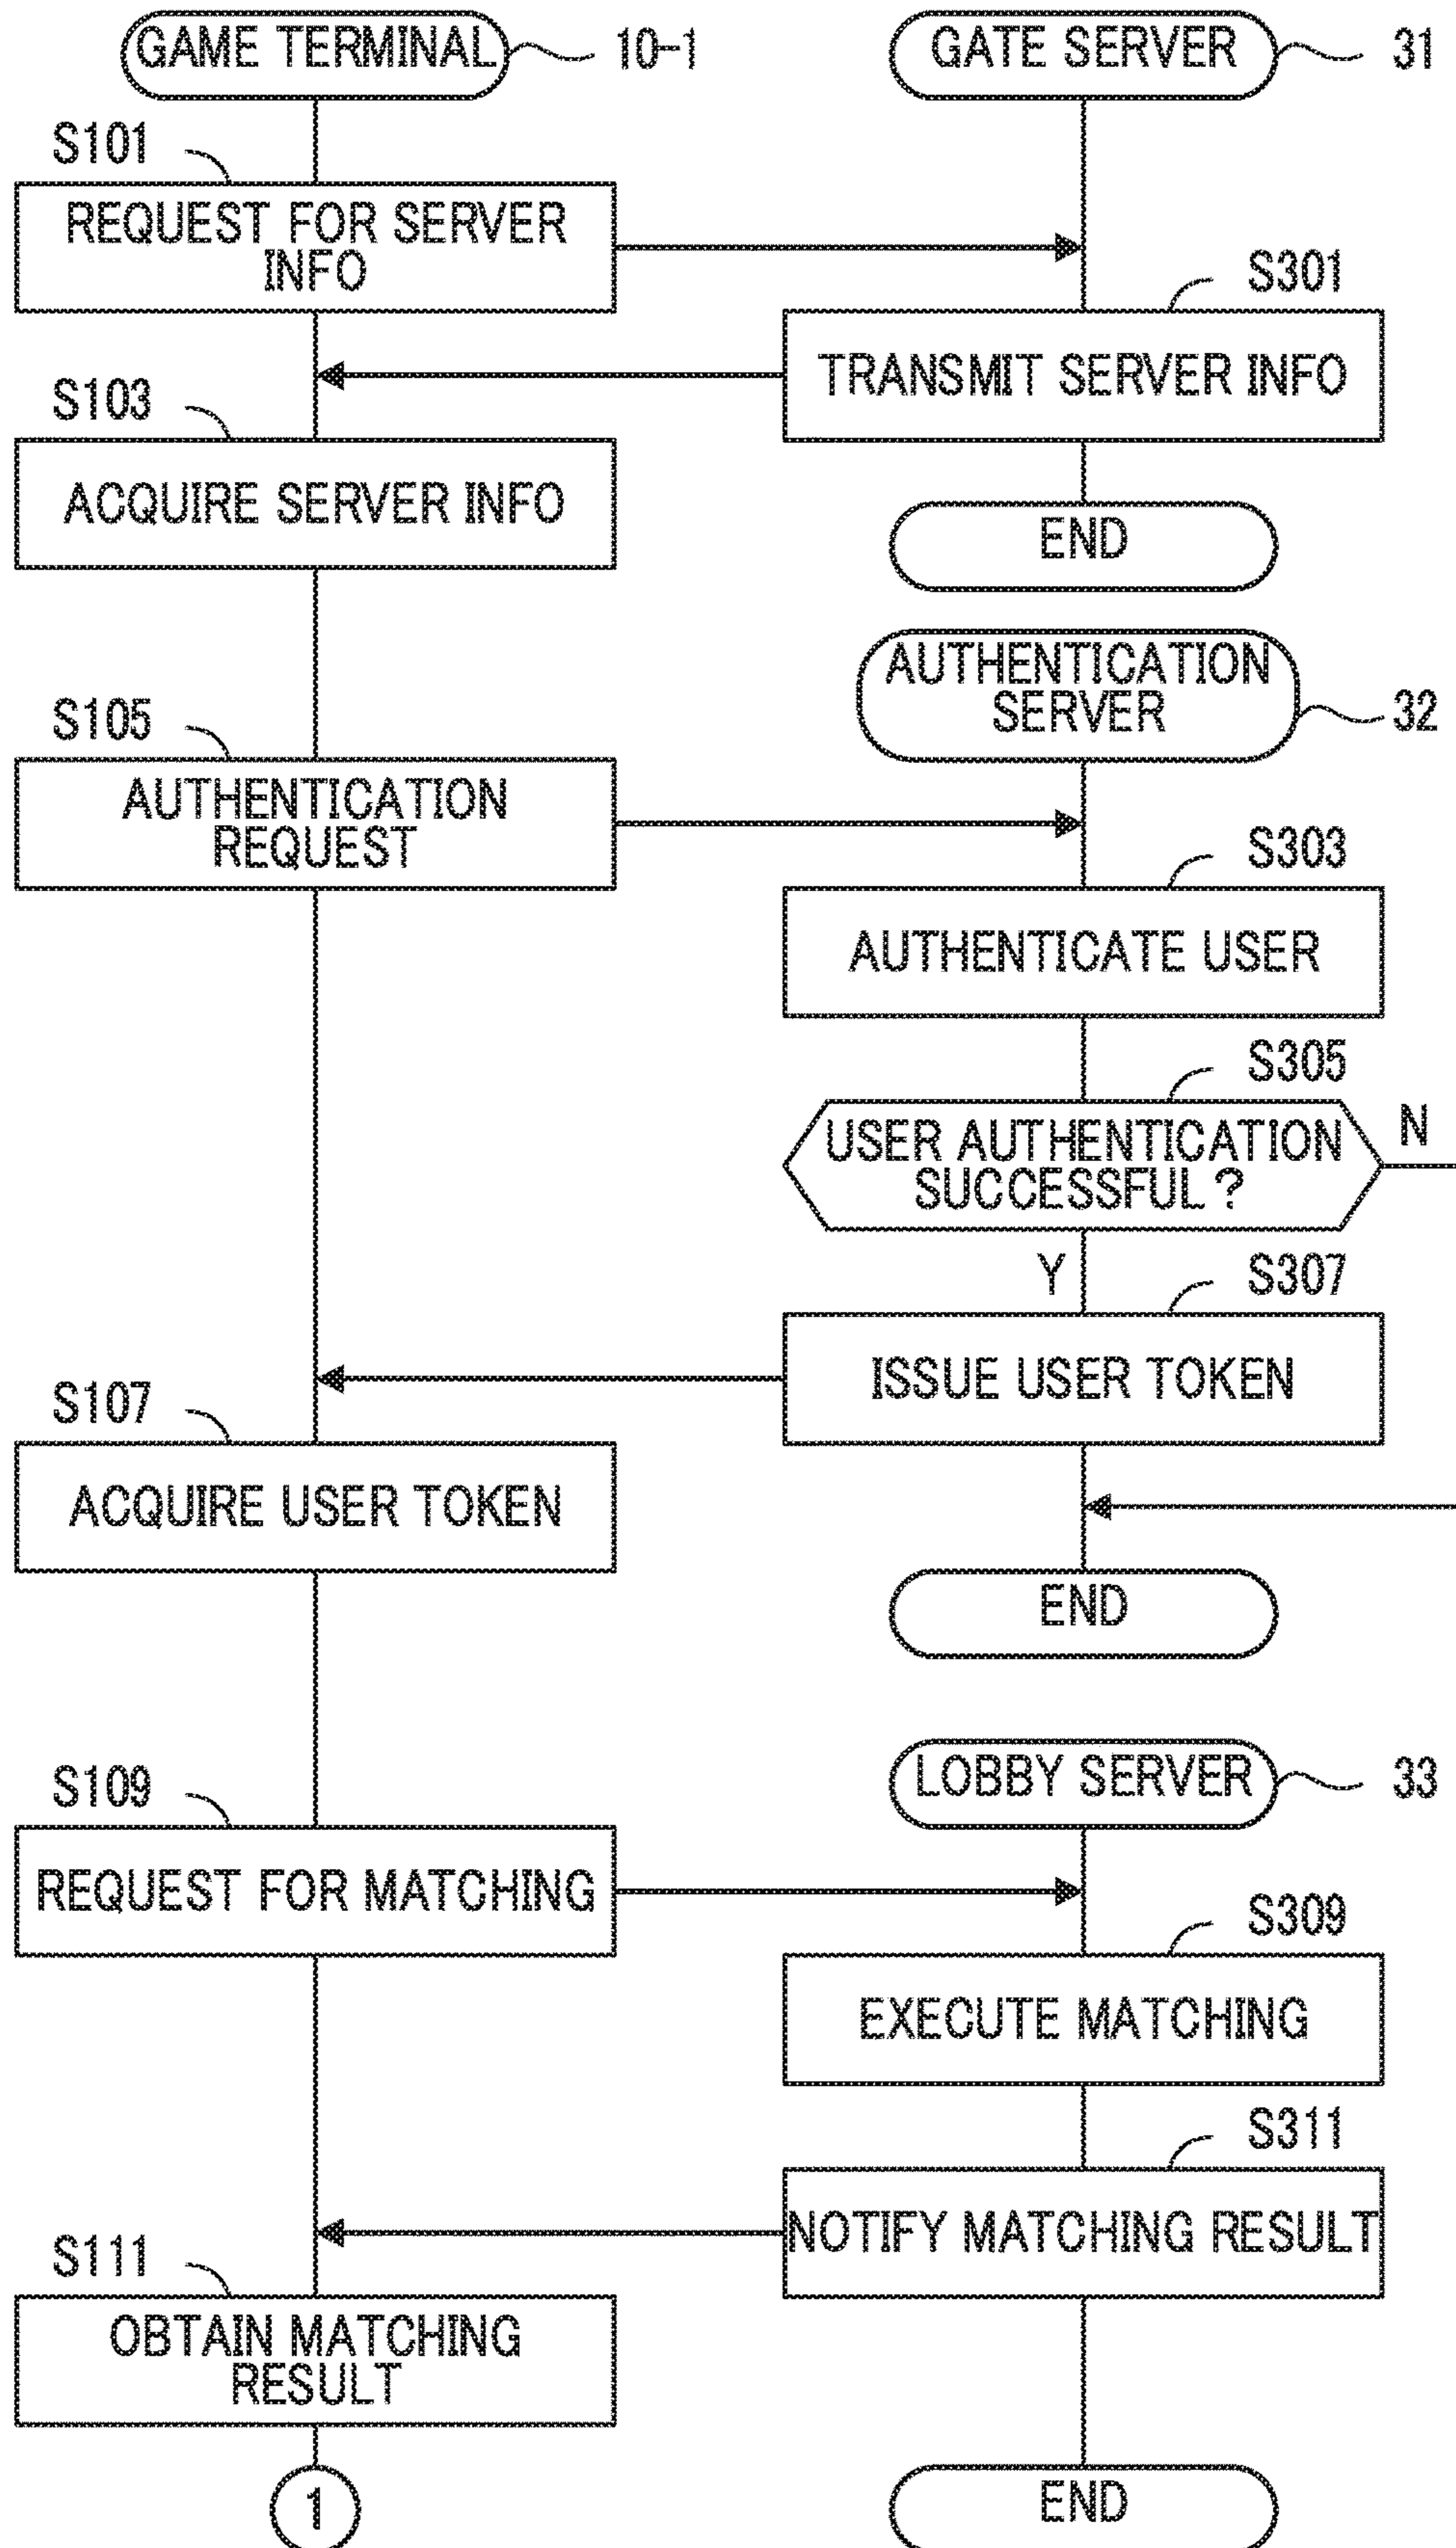 GAME TERMINAL
10-1
GATE SERVER
31
S101
REQUEST FOR SERVER
INFO
S301
TRANSMIT SERVER INFO
S103
ACQUIRE SERVER INFO
END
AUTHENTICATION
SERVER
32
S105
AUTHENTICATION
REQUEST
S303
AUTHENTICATE USER
S305
USER AUTHENTICATION
SUCCESSFUL?
N
Y
S307
ISSUE USER TOKEN
S107
ACQUIRE USER TOKEN
END
LOBBY SERVER
33
S109
REQUEST FOR MATCHING
S309
EXECUTE MATCHING
S311
NOTIFY MATCHING RESULT
S111
OBTAIN MATCHING
RESULT
1
END